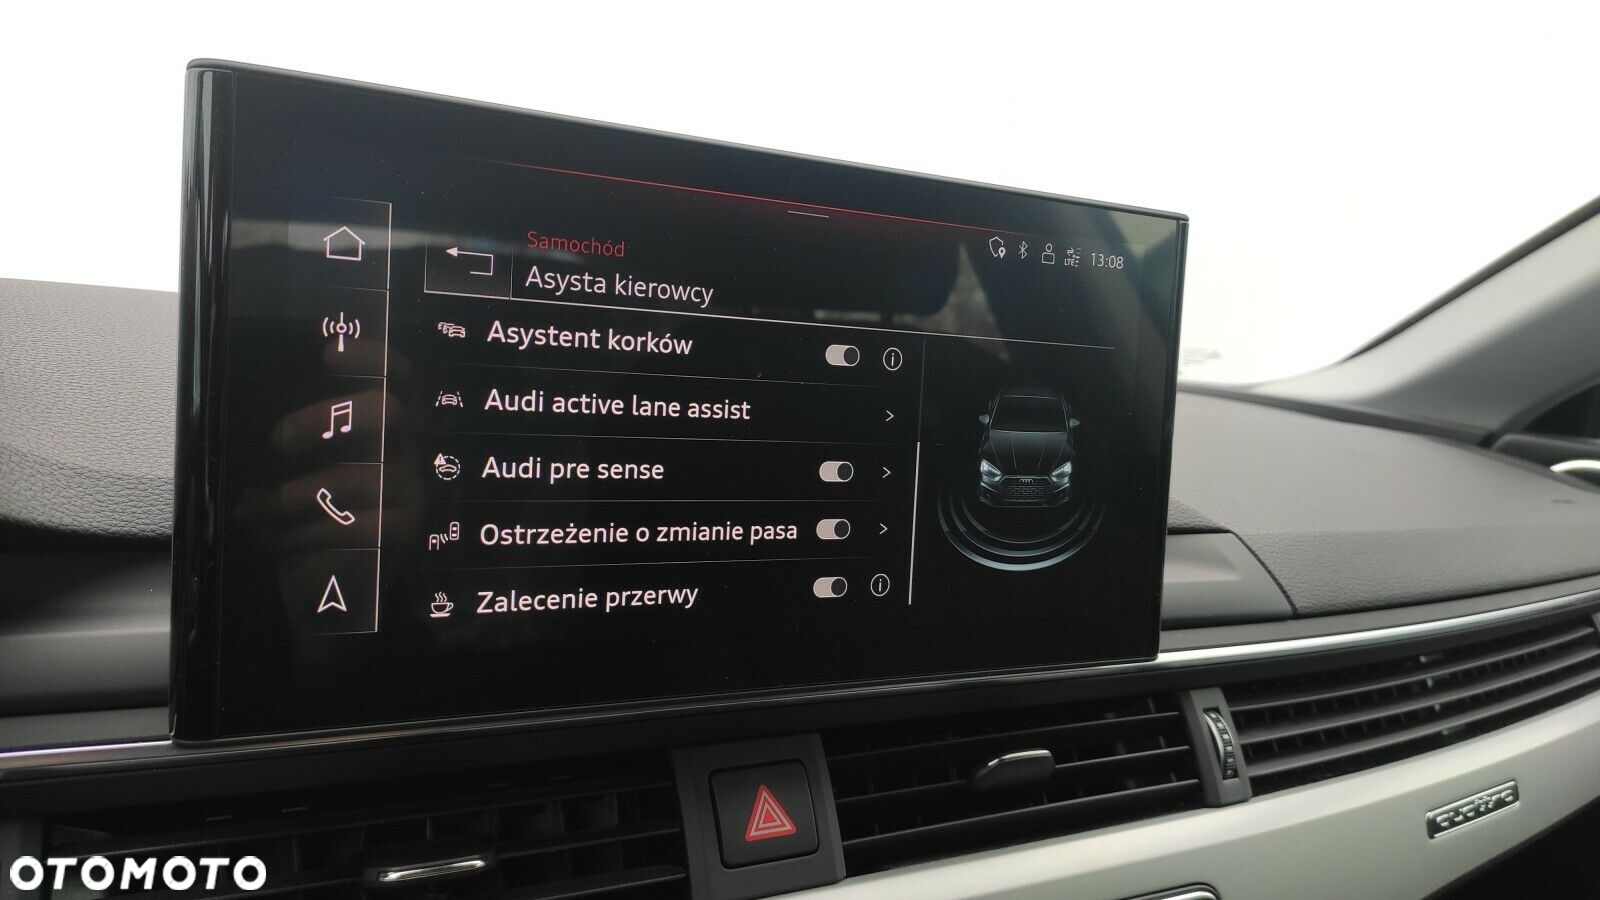 Samochód
Asysta kierowcy
LTE
13:08
Asystent korków
Audi active lane assist
Audi pre sense
Ostrzeżenie o zmianie pasa
Zalecenie przerwy
quattro
OTOMOTO